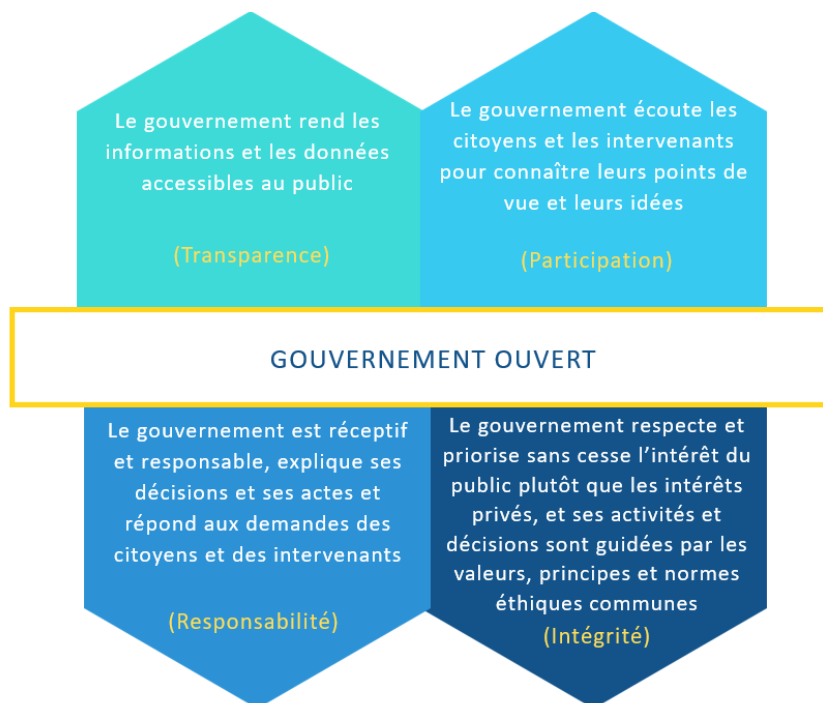 Le gouvernement rend les
informations et les données
accessibles au public
(Transparence)
Le gouvernement écoute les
citoyens et les intervenants
pour connaître leurs points de
vue et leurs idées
(Participation)
GOUVERNEMENT OUVERT
Le gouvernement est réceptif
et responsable, explique ses
décisions et ses actes et
répond aux demandes des
citoyens et des intervenants
(Responsabilité)
Le gouvernement respecte et
priorise sans cesse l’intérêt du
public plutôt que les intérêts
privés, et ses activités et
décisions sont guidées par les
valeurs, principes et normes
éthiques communes
(Intégrité)